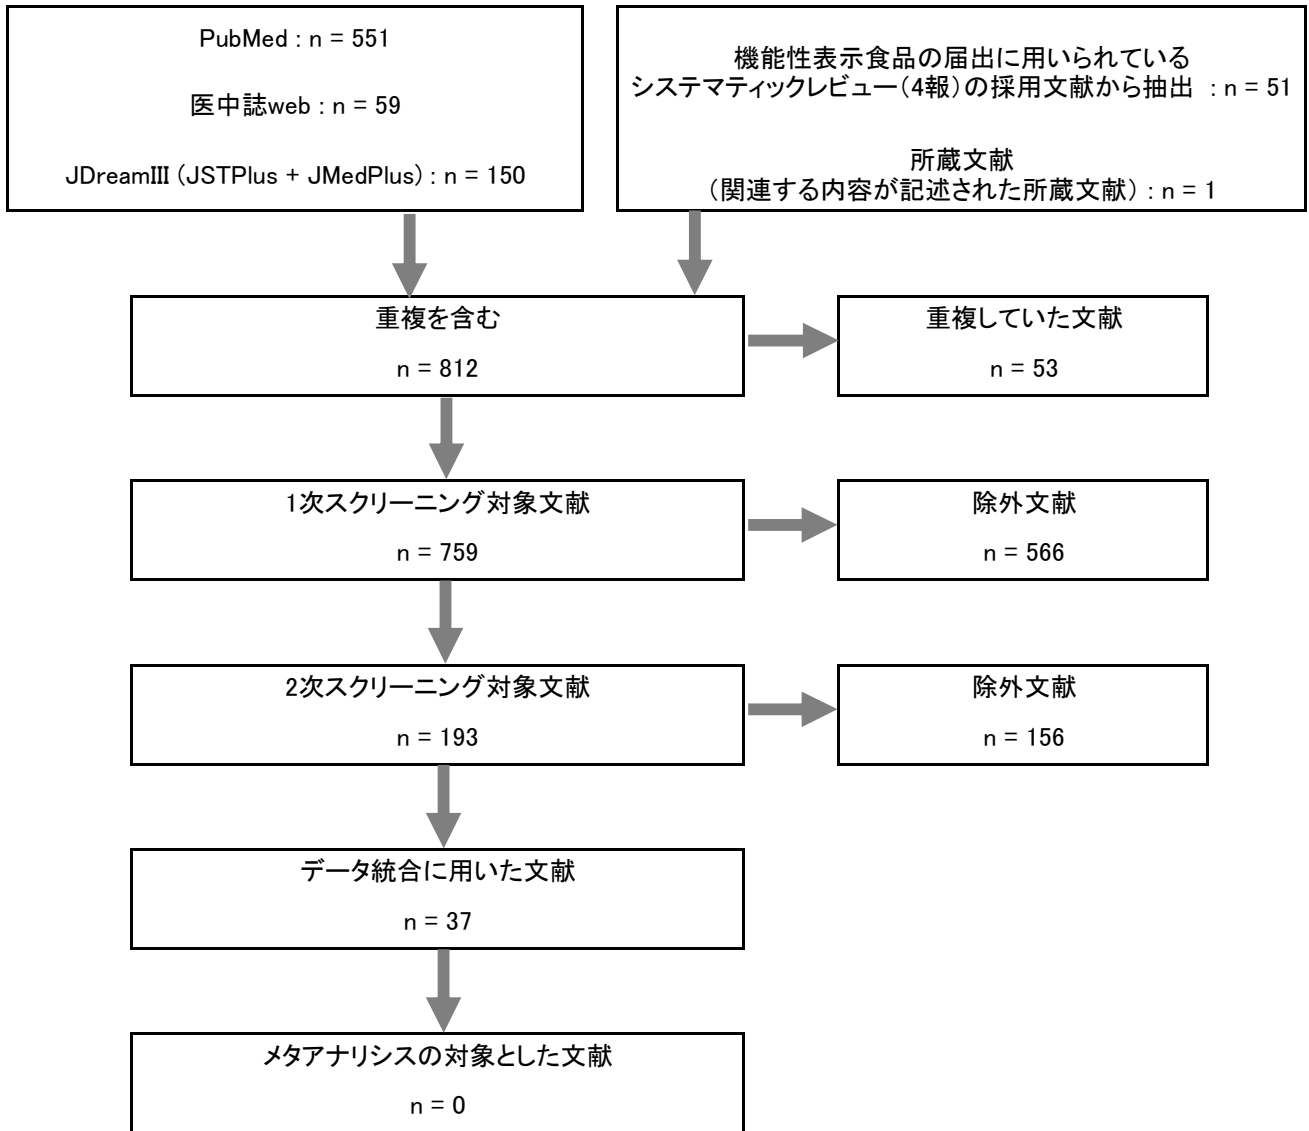 PubMed : n = 551
医中誌web : n = 59
JDreamIII (JSTPlus + JMedPlus) : n = 150
機能性表示食品の届出に用いられている
システマティックレビュー（4報）の採用文献から抽出 : n = 51
所蔵文献
（関連する内容が記述された所蔵文献） : n = 1
重複を含む
n = 812
重複していた文献
n = 53
1次スクリーニング対象文献
n = 759
除外文献
n = 566
2次スクリーニング対象文献
n = 193
除外文献
n = 156
データ統合に用いた文献
n = 37
メタアナリシスの対象とした文献
n = 0